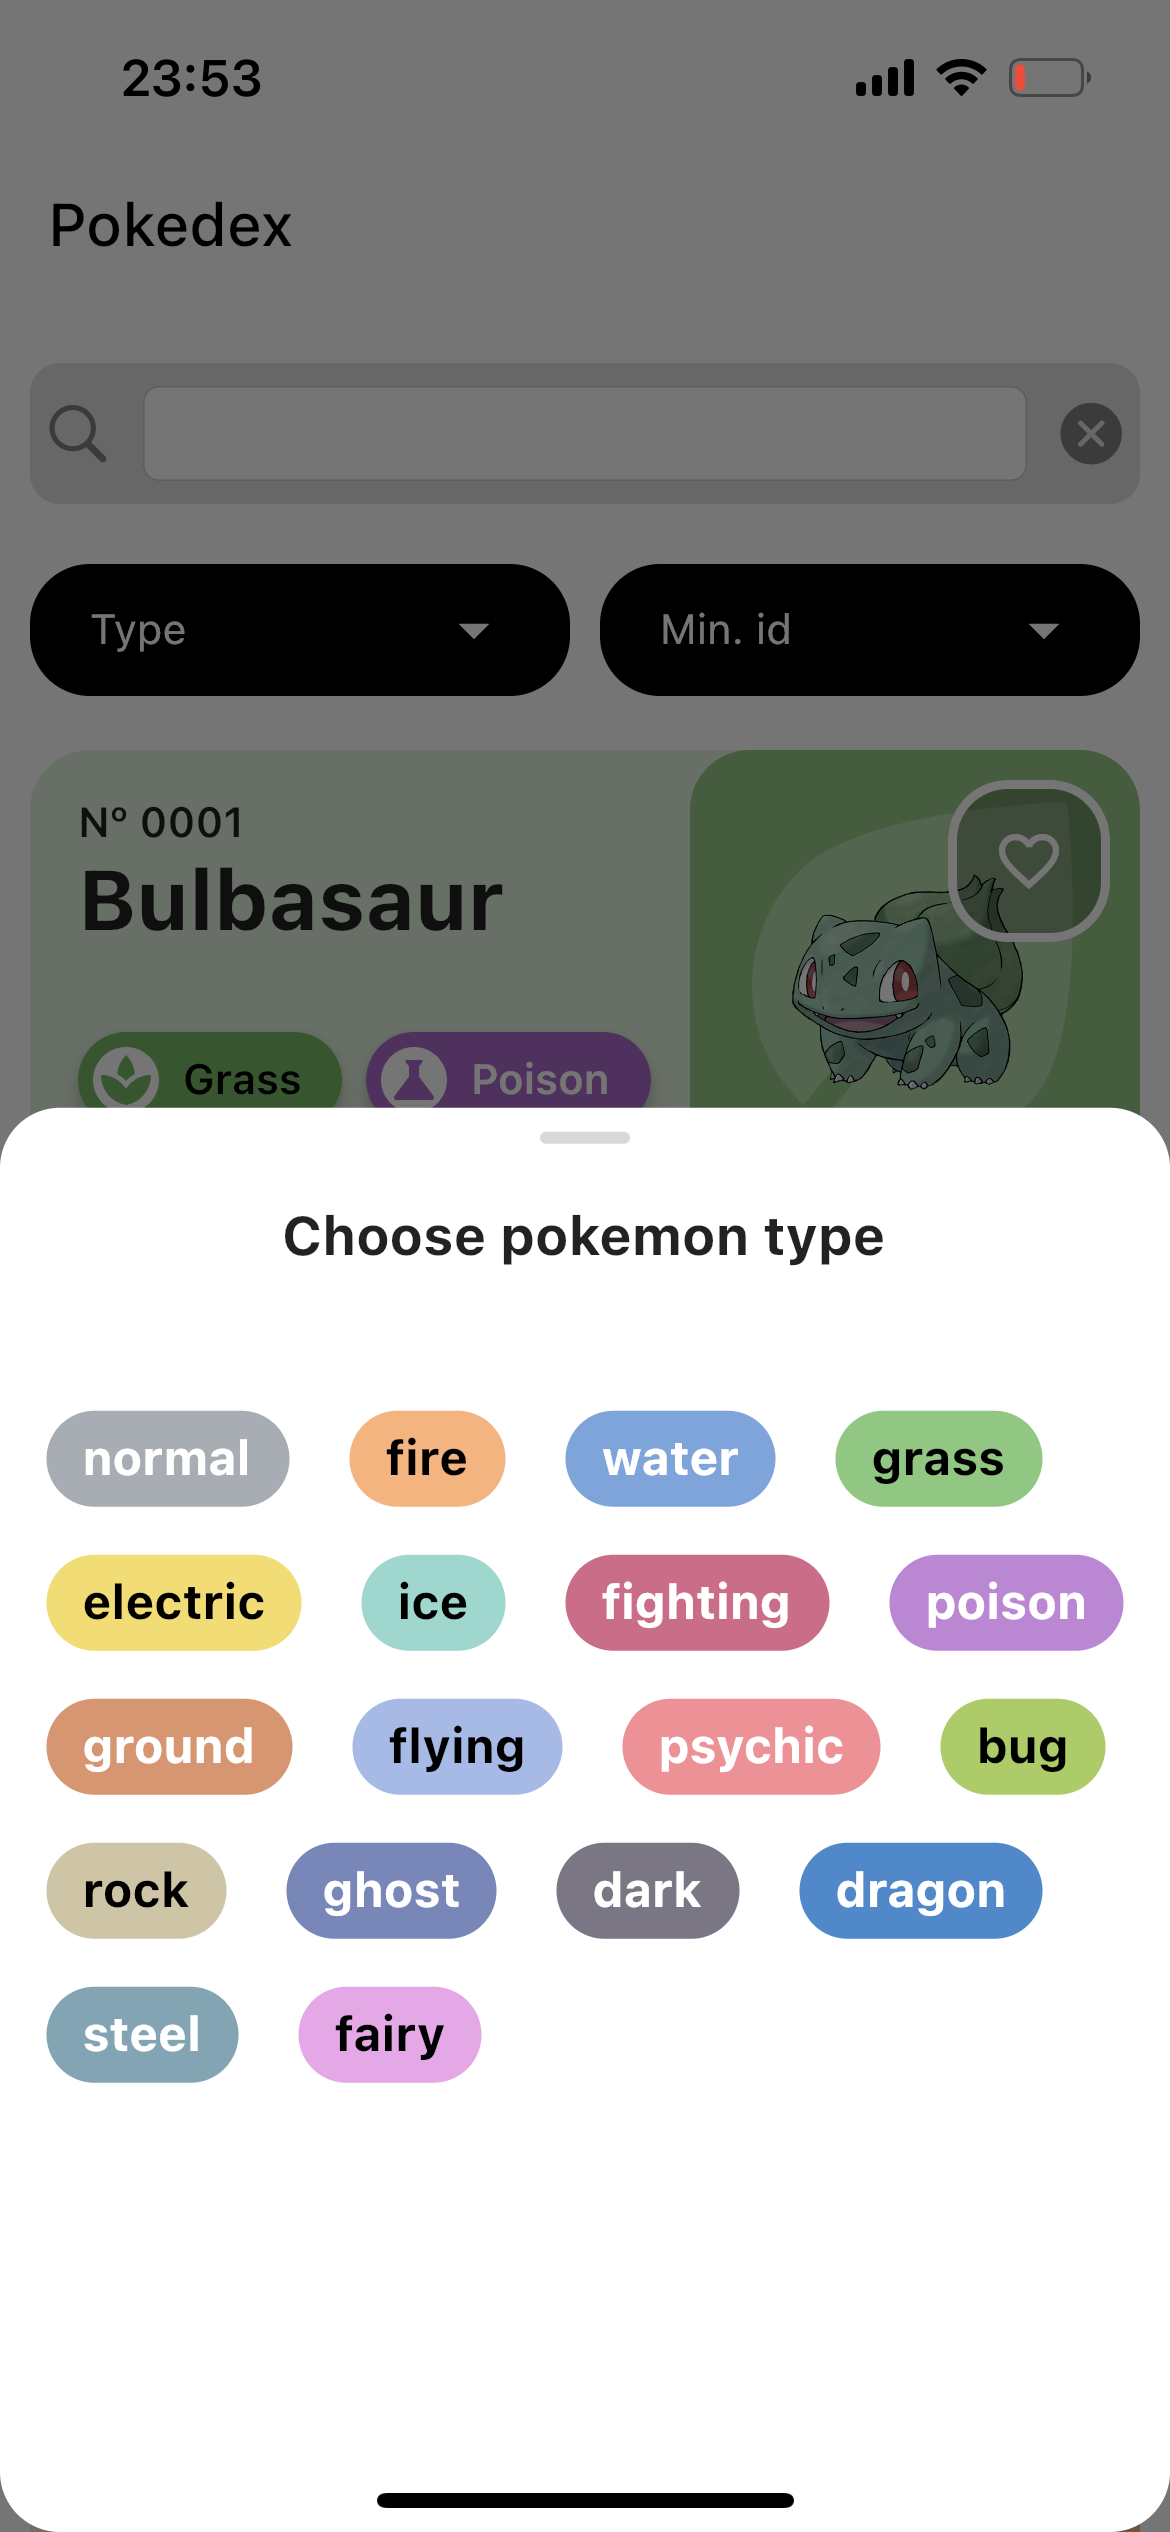 23:53
Pokedex
Type Min. id
Nº 0001
Bulbasaur
Grass Poison
Choose pokemon type
normal fire water grass
electric ice fighting poison
ground flying psychic bug
rock ghost dark dragon
steel fairy